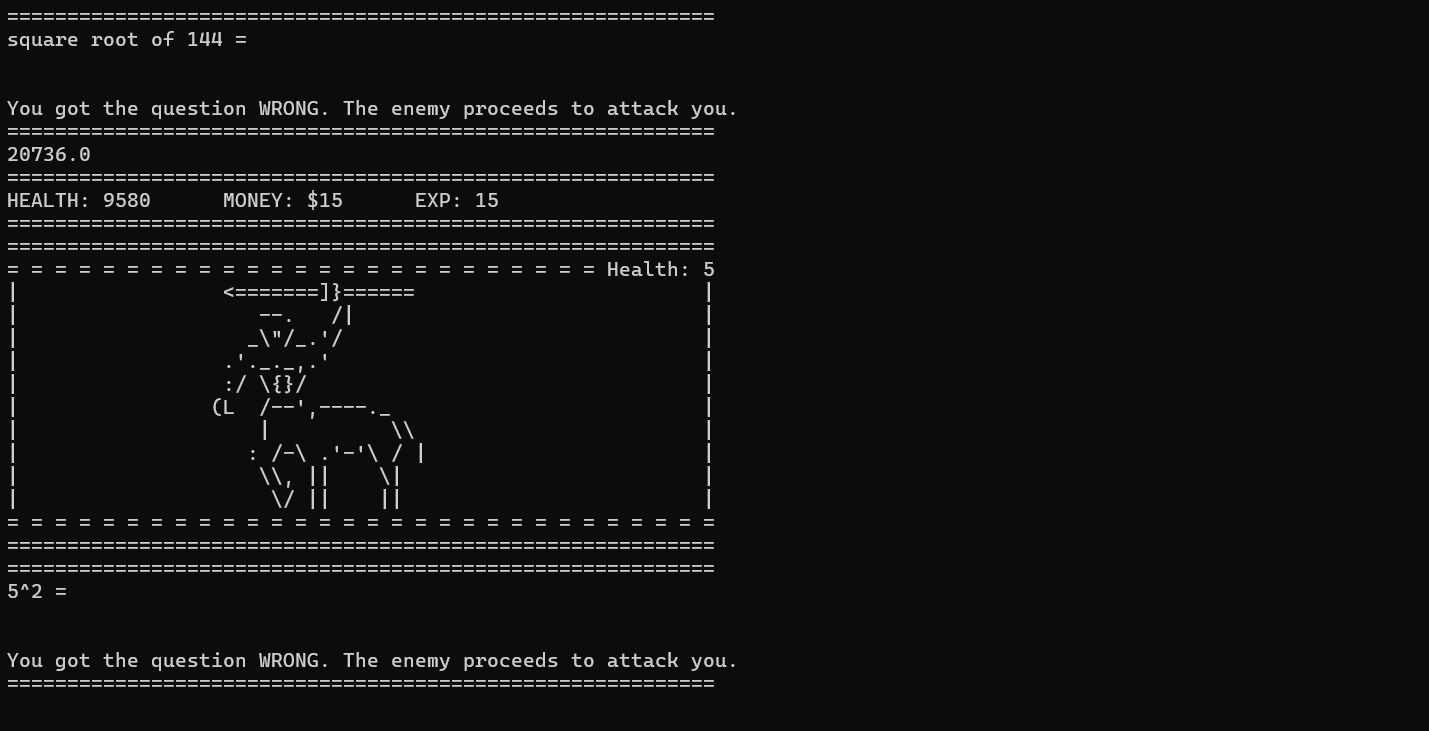 ===========================================================
square root of 144 =
You got the question WRONG. The enemy proceeds to attack you.
===========================================================
20736.0
===========================================================
HEALTH: 9580      MONEY: $15      EXP: 15
===========================================================
===========================================================
= = = = = = = = = = = = = = = = = = = = = = = = = Health: 5
|                 <=======]}======                        |
|                    --.   /|                             |
|                   _\"/_.'/                              |
|                 .'._._,.'                               |
|                 :/ \{}/                                 |
|                (L  /--',----._                          |
|                    |          \\                        |
|                   : /-\ .'-'\ / |                       |
|                    \\, ||    \|                         |
|                     \/ ||    ||                         |
= = = = = = = = = = = = = = = = = = = = = = = = = = = = = =
===========================================================
===========================================================
5^2 =
You got the question WRONG. The enemy proceeds to attack you.
===========================================================